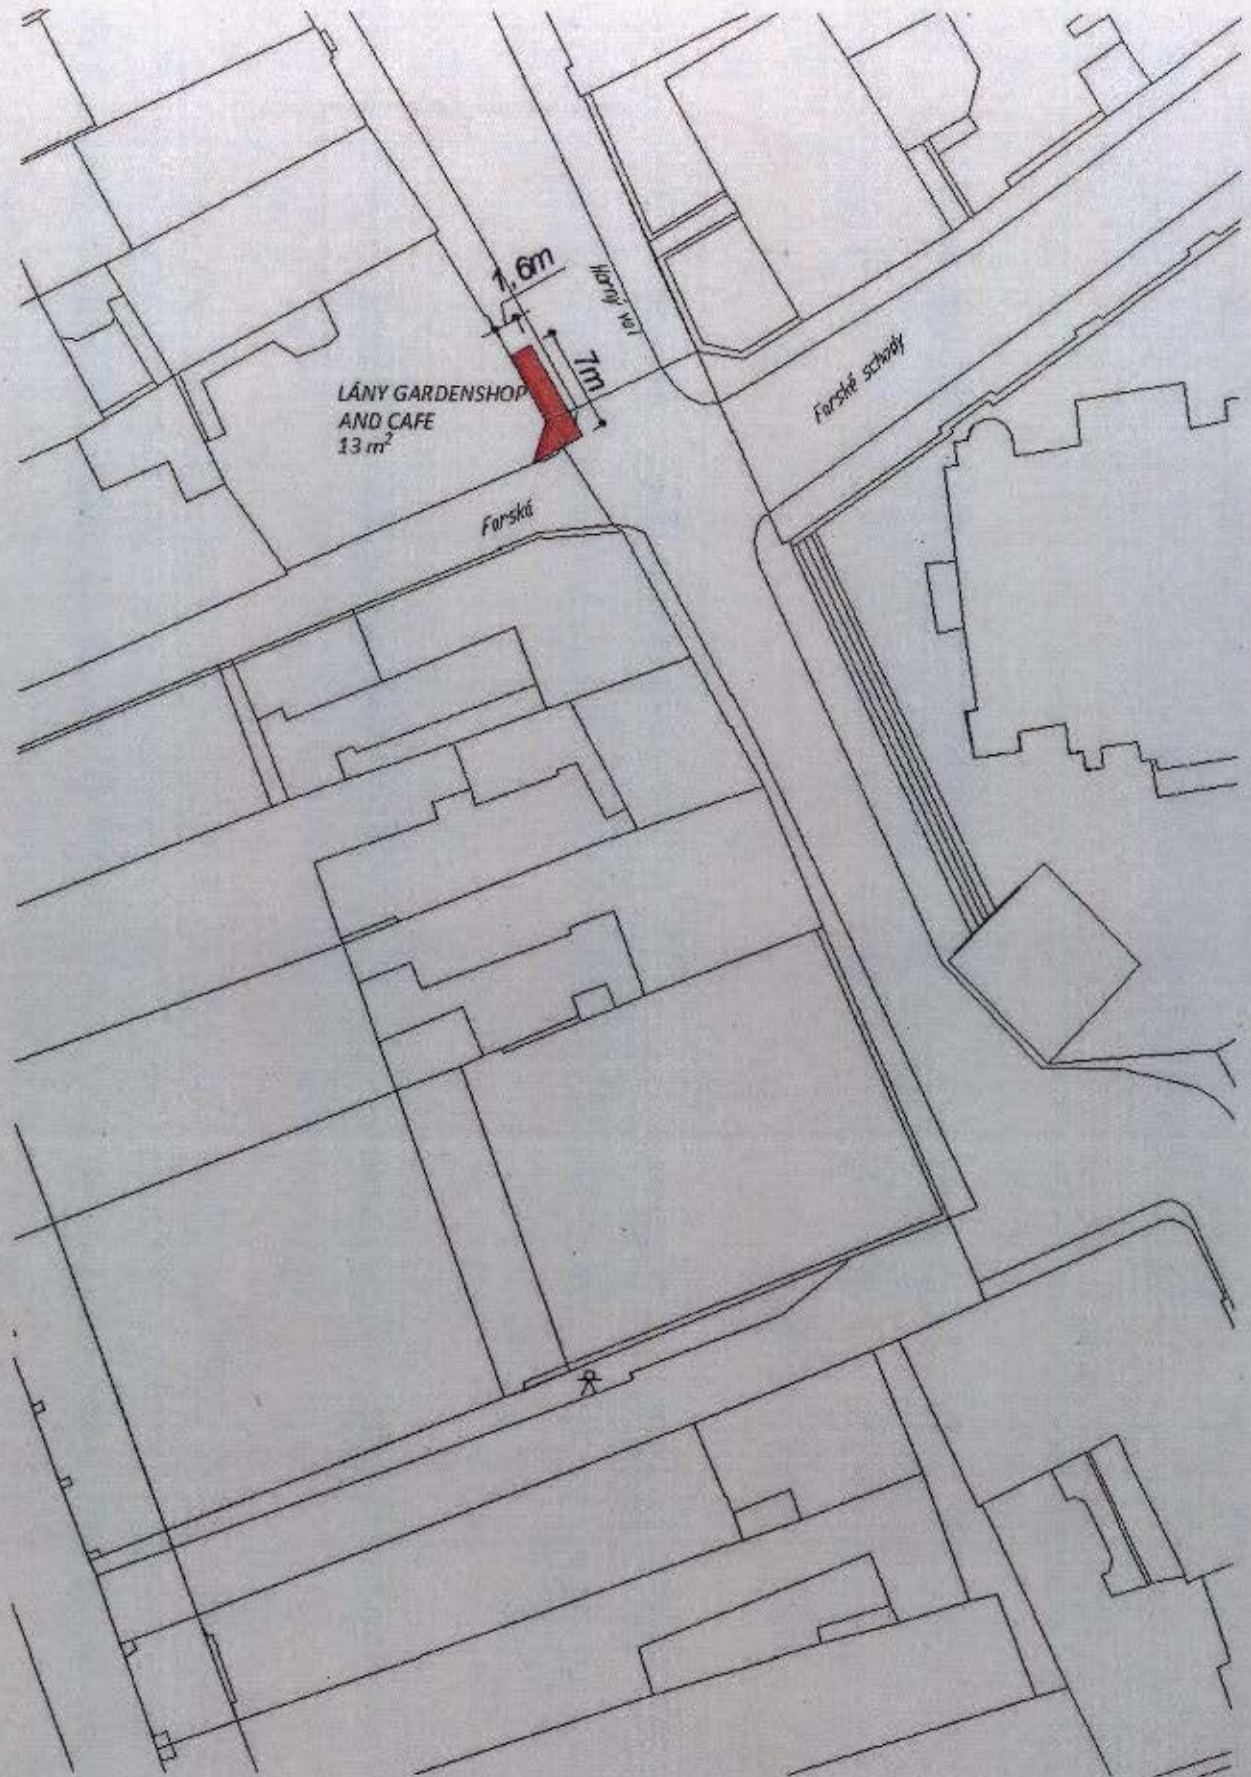 1,6m
Horný val
7m
LÁNY GARDENSHOP
AND CAFE
13 m²
Farské schody
Farská